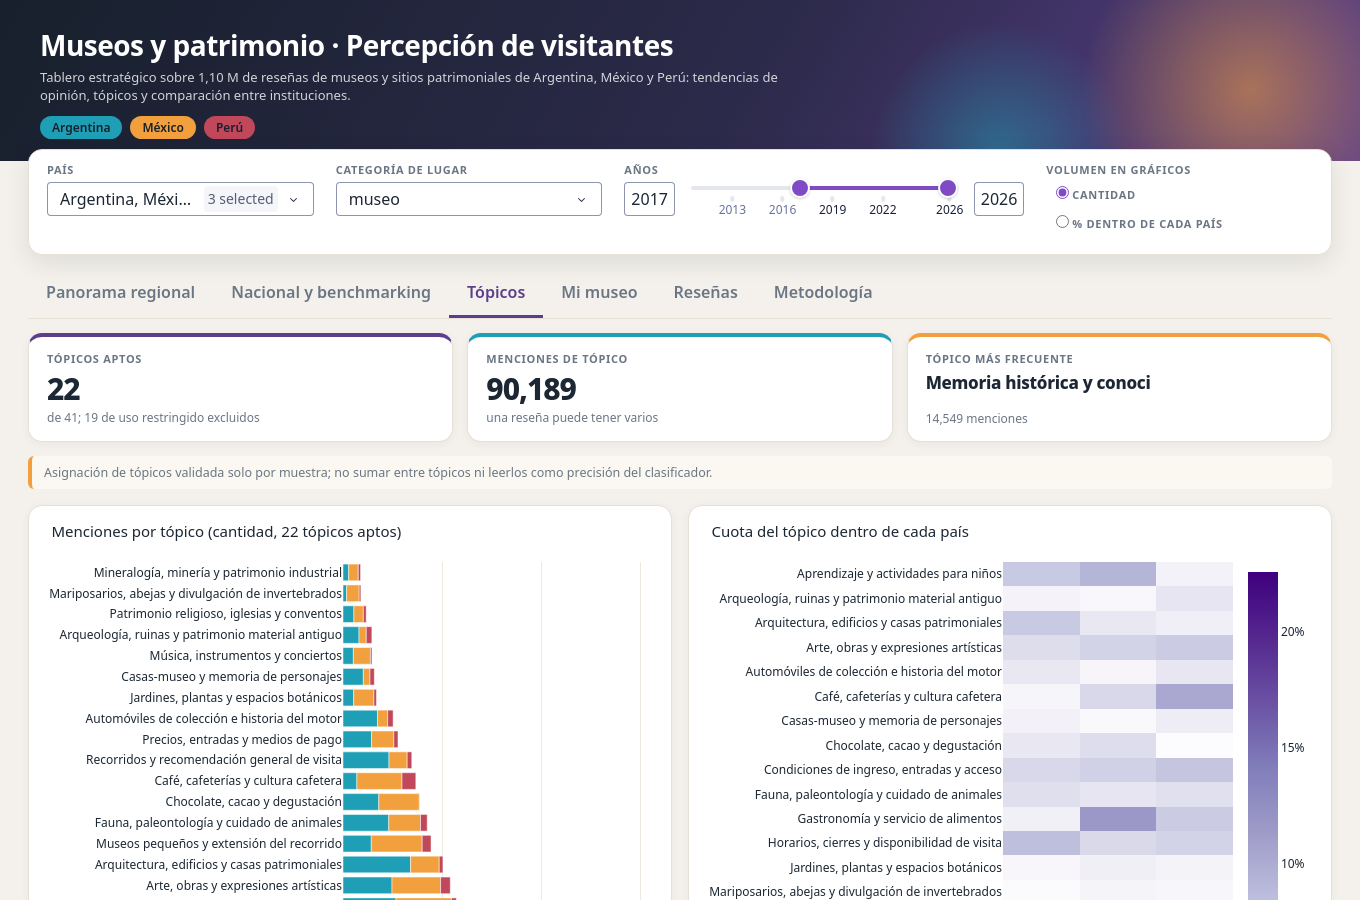 Museos y patrimonio · Percepción de visitantes
Tablero estratégico sobre 1,10 M de reseñas de museos y sitios patrimoniales de Argentina, México y Perú: tendencias de
opinión, tópicos y comparación entre instituciones.
Argentina México Perú
PAÍS
Argentina, Méxi... 3 selected
CATEGORÍA DE LUGAR
museo
AÑOS
2017
2013 2016 2019 2022 2026
2026
VOLUMEN EN GRÁFICOS
CANTIDAD
% DENTRO DE CADA PAÍS
Panorama regional Nacional y benchmarking Tópicos Mi museo Reseñas Metodología
TÓPICOS APTOS
22
de 41; 19 de uso restringido excluidos
MENCIONES DE TÓPICO
90,189
una reseña puede tener varios
TÓPICO MÁS FRECUENTE
Memoria histórica y conoci
14,549 menciones
Asignación de tópicos validada solo por muestra; no sumar entre tópicos ni leerlos como precisión del clasificador.
Menciones por tópico (cantidad, 22 tópicos aptos)
Mineralogía, minería y patrimonio industrial
Mariposarios, abejas y divulgación de invertebrados
Patrimonio religioso, iglesias y conventos
Arqueología, ruinas y patrimonio material antiguo
Música, instrumentos y conciertos
Casas-museo y memoria de personajes
Jardines, plantas y espacios botánicos
Automóviles de colección e historia del motor
Precios, entradas y medios de pago
Recorridos y recomendación general de visita
Café, cafeterías y cultura cafetera
Chocolate, cacao y degustación
Fauna, paleontología y cuidado de animales
Museos pequeños y extensión del recorrido
Arquitectura, edificios y casas patrimoniales
Arte, obras y expresiones artísticas
Cuota del tópico dentro de cada país
Aprendizaje y actividades para niños
Arqueología, ruinas y patrimonio material antiguo
Arquitectura, edificios y casas patrimoniales
Arte, obras y expresiones artísticas
Automóviles de colección e historia del motor
Café, cafeterías y cultura cafetera
Casas-museo y memoria de personajes
Chocolate, cacao y degustación
Condiciones de ingreso, entradas y acceso
Fauna, paleontología y cuidado de animales
Gastronomía y servicio de alimentos
Horarios, cierres y disponibilidad de visita
Jardines, plantas y espacios botánicos
Mariposarios, abejas y divulgación de invertebrados
20%
15%
10%